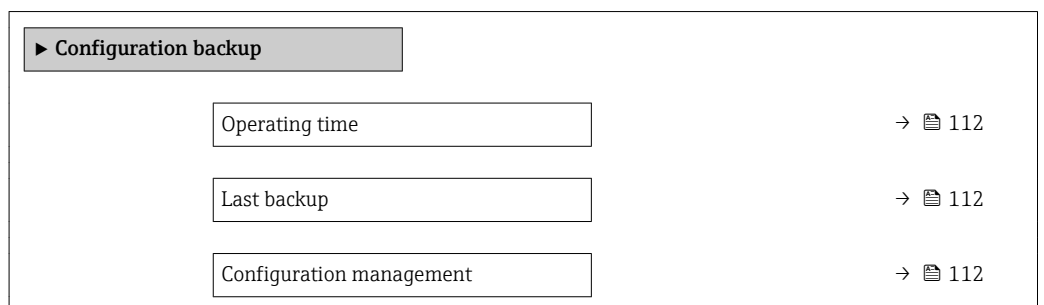 ▶ Configuration backup
Operating time → 🖺 112
Last backup → 🖺 112
Configuration management → 🖺 112